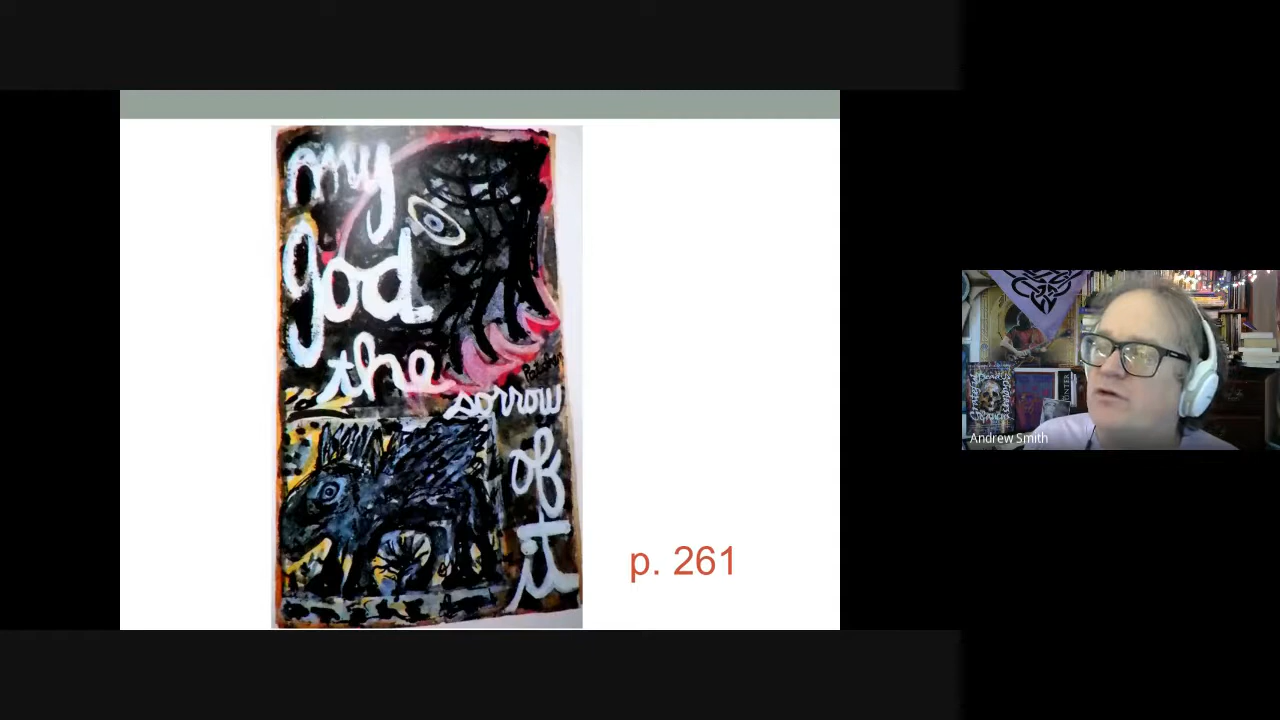 my
god
the
sorrow
of
it
p. 261
Andrew Smith